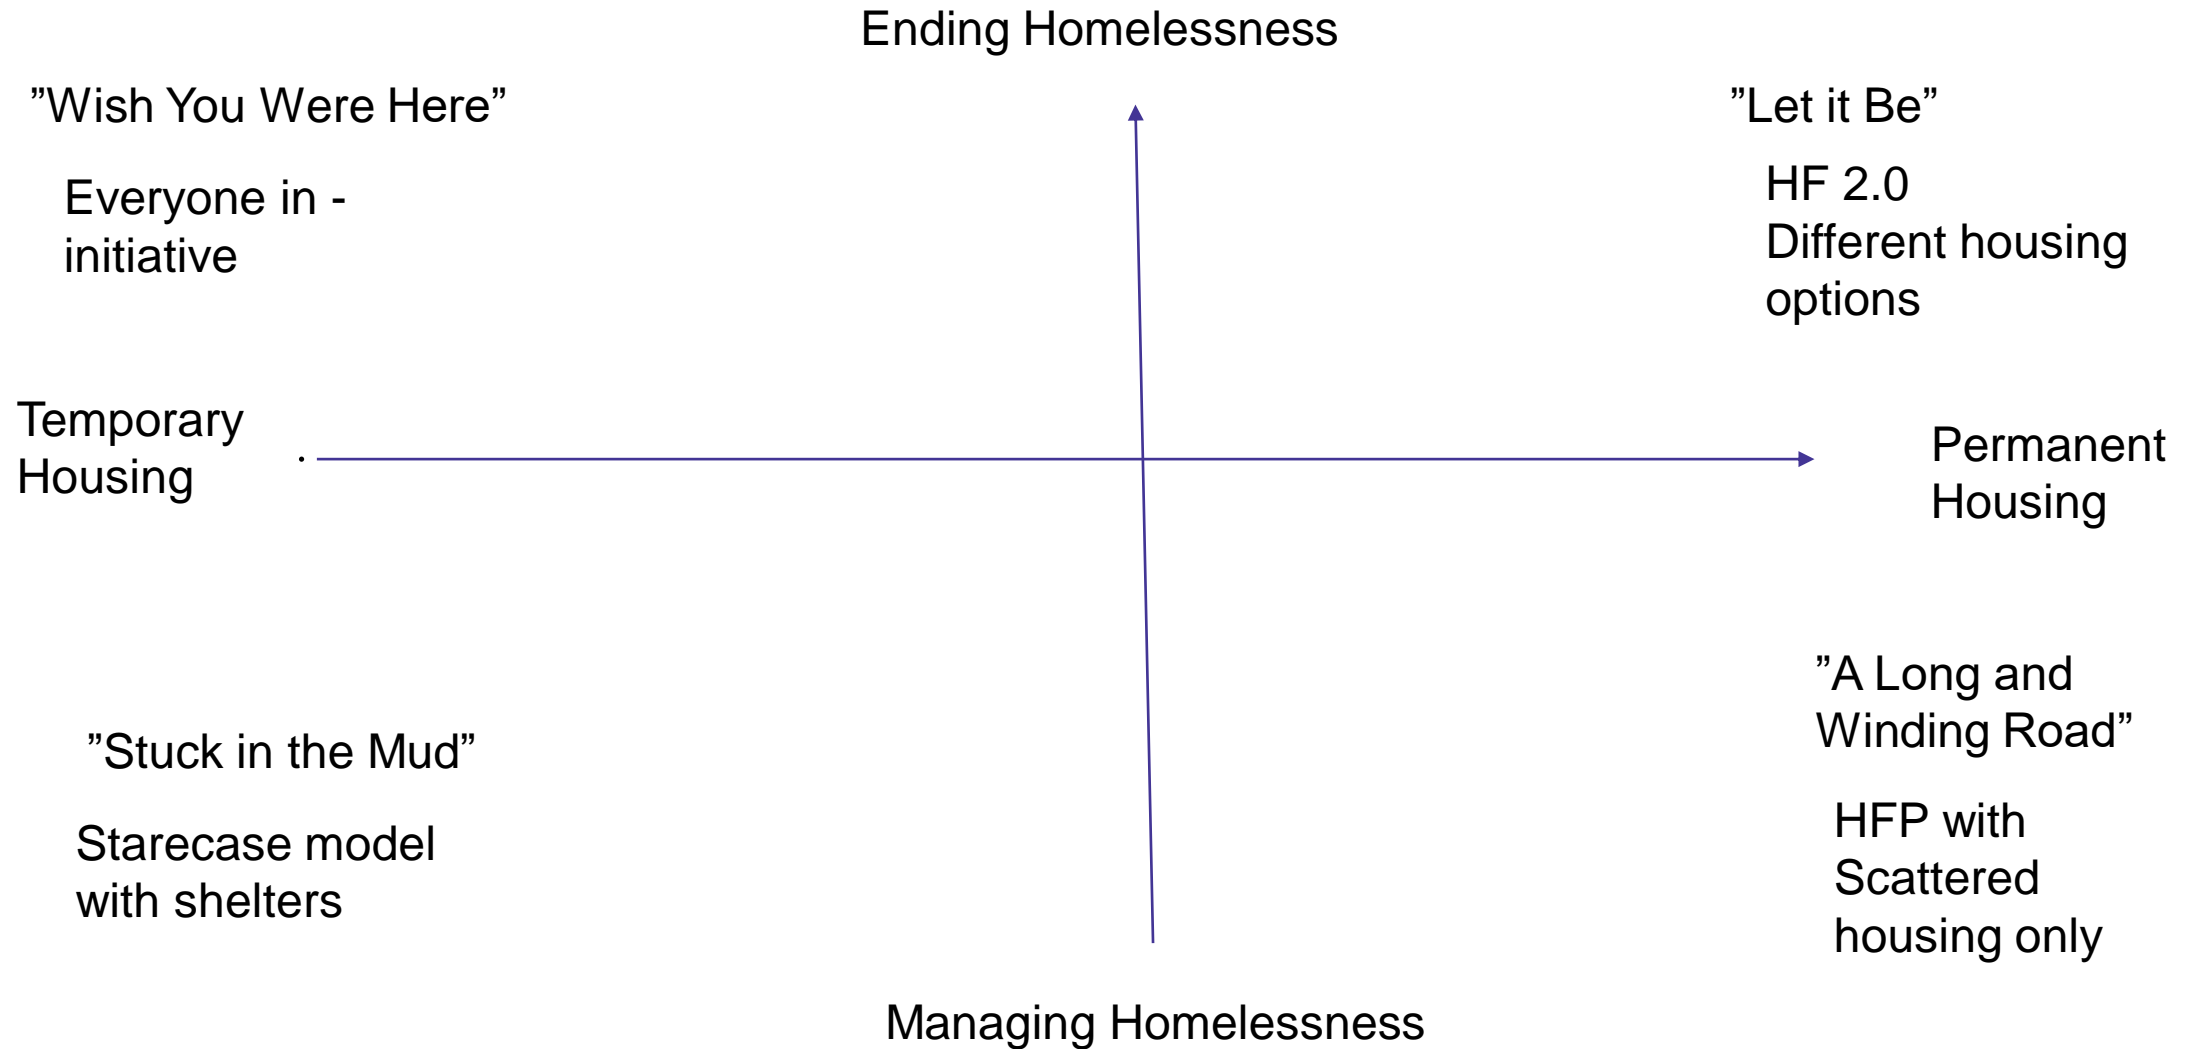 Ending Homelessness
”Wish You Were Here”
Everyone in -
initiative
”Let it Be”
HF 2.0
Different housing
options
Temporary
Housing
.
Permanent
Housing
”Stuck in the Mud”
Starecase model
with shelters
”A Long and
Winding Road”
HFP with
Scattered
housing only
Managing Homelessness